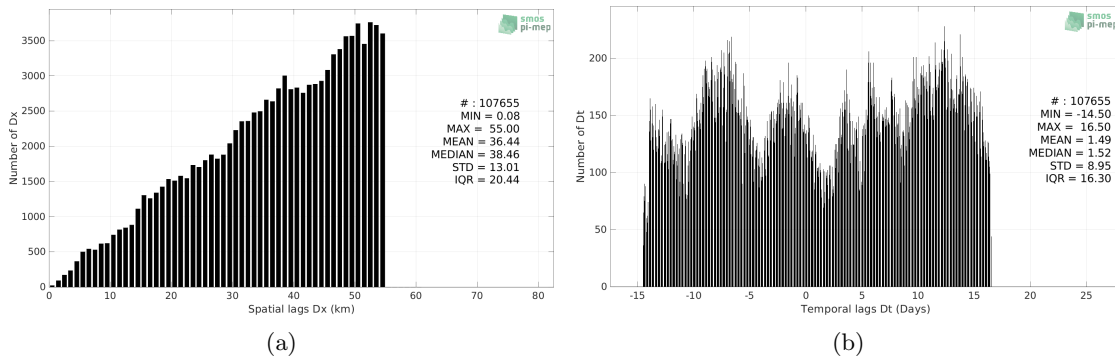 smos
pi-mep
Number of Dx
3500
3000
2500
2000
1500
1000
500
0
# : 107655
MIN = 0.08
MAX = 55.00
MEAN = 36.44
MEDIAN = 38.46
STD = 13.01
IQR = 20.44
0 10 20 30 40 50 60 70 80
Spatial lags Dx (km)
(a)
smos
pi-mep
Number of Dt
200
150
100
50
0
# : 107655
MIN = -14.50
MAX = 16.50
MEAN = 1.49
MEDIAN = 1.52
STD = 8.95
IQR = 16.30
-15 -10 -5 0 5 10 15 20 25
Temporal lags Dt (Days)
(b)